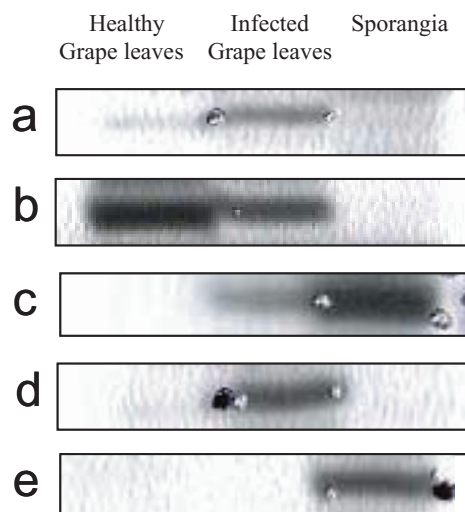 Healthy
Grape leaves
Infected
Grape leaves
Sporangia
a
b
c
d
e